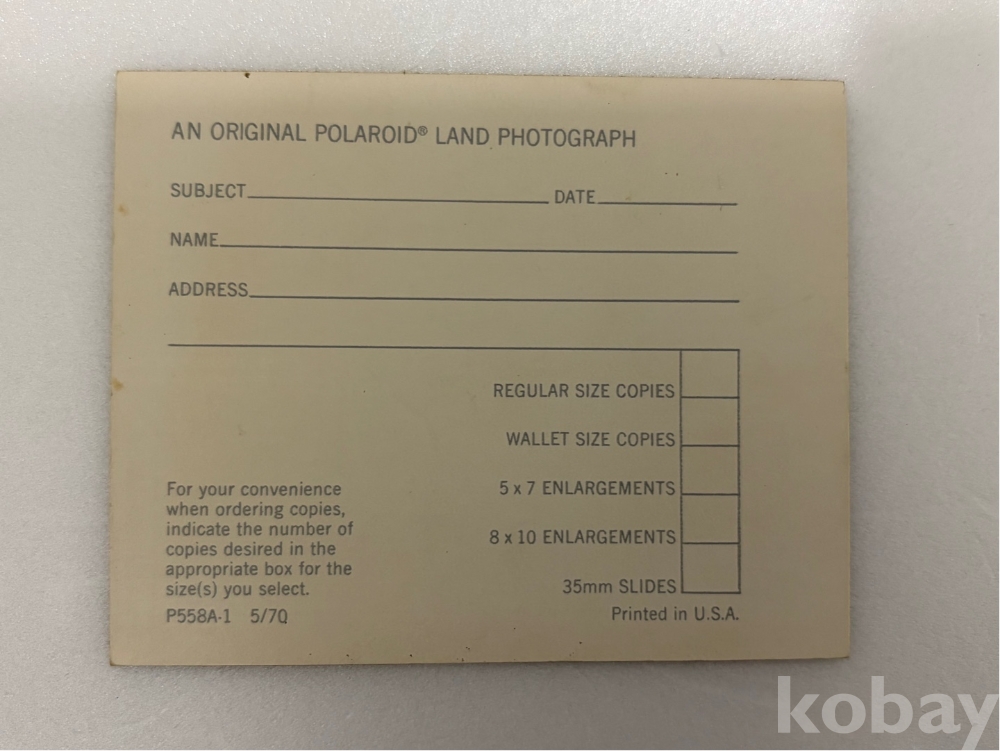 AN ORIGINAL POLAROID® LAND PHOTOGRAPH
SUBJECT DATE
NAME
ADDRESS
REGULAR SIZE COPIES
WALLET SIZE COPIES
5 x 7 ENLARGEMENTS
8 x 10 ENLARGEMENTS
35mm SLIDES
Printed in U.S.A.
For your convenience
when ordering copies,
indicate the number of
copies desired in the
appropriate box for the
size(s) you select.
P558A-1 5/70
kobay